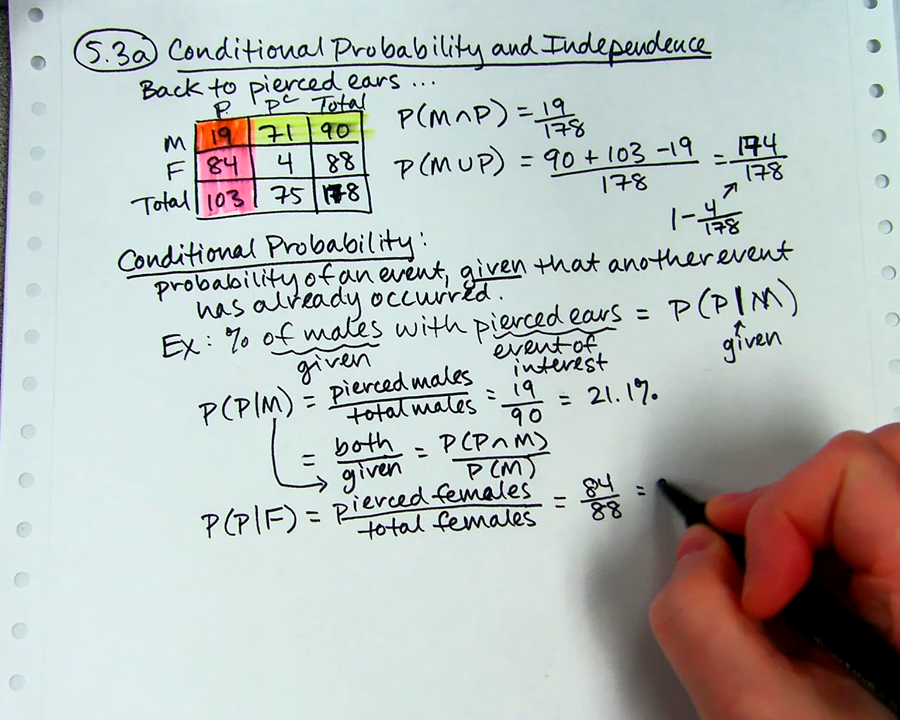 5.3a Conditional Probability and Independence
Back to pierced ears ...
P Pᶜ Total
M 19 71 90
F 84 4 88
Total 103 75 178
P(M∩P) = 19/178
P(M∪P) = (90 + 103 - 19)/178 = 174/178
1 - 4/178
Conditional Probability:
probability of an event, given that another event
has already occurred.
Ex: % of males with pierced ears = P(P|M)
given event of interest given
P(P|M) = pierced males/total males = 19/90 = 21.1%
= both/given = P(P∩M)/P(M)
P(P|F) = pierced females/total females = 84/88 =